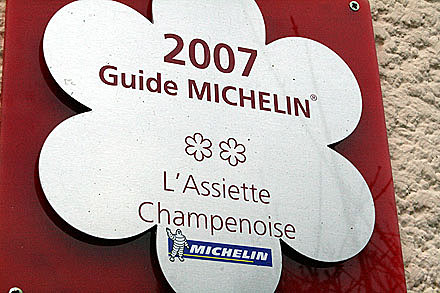 2007
Guide MICHELIN®
L'Assiette
Champenoise
MICHELIN